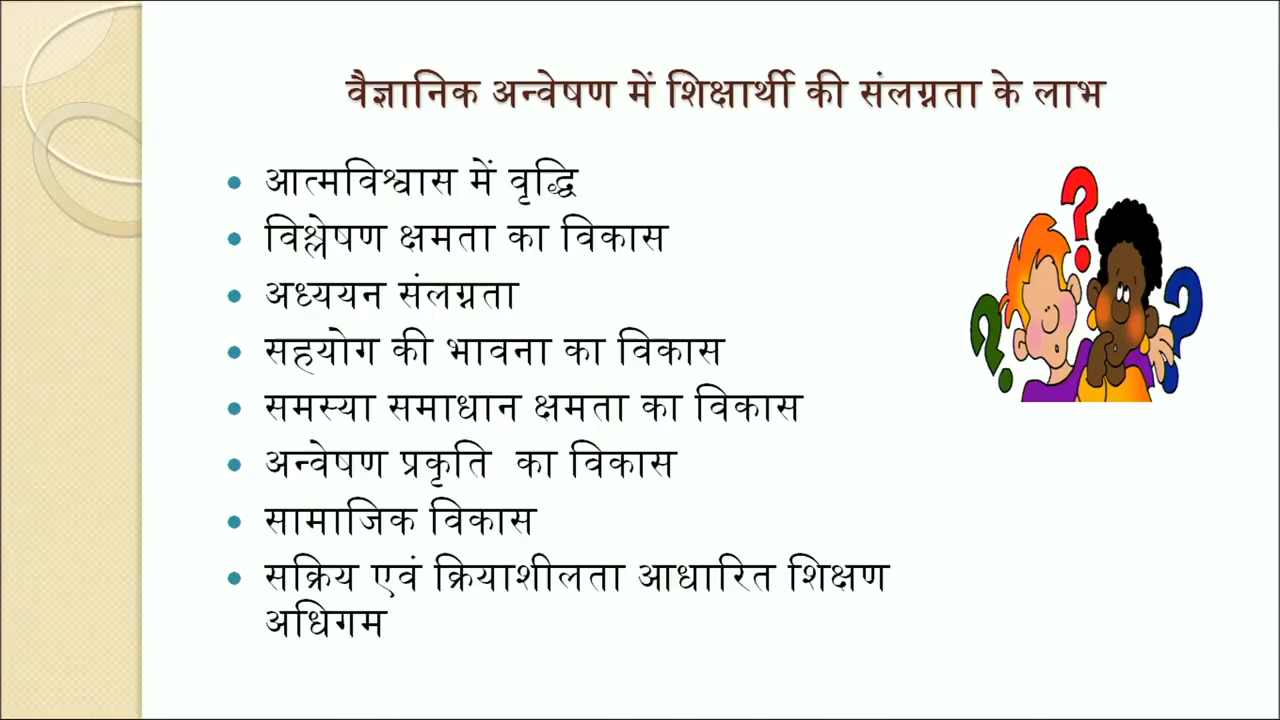 वैज्ञानिक अन्वेषण में शिक्षार्थी की संलग्नता के लाभ
• आत्मविश्वास में वृद्धि
• विश्लेषण क्षमता का विकास
• अध्ययन संलग्नता
• सहयोग की भावना का विकास
• समस्या समाधान क्षमता का विकास
• अन्वेषण प्रकृति का विकास
• सामाजिक विकास
• सक्रिय एवं क्रियाशीलता आधारित शिक्षण
अधिगम